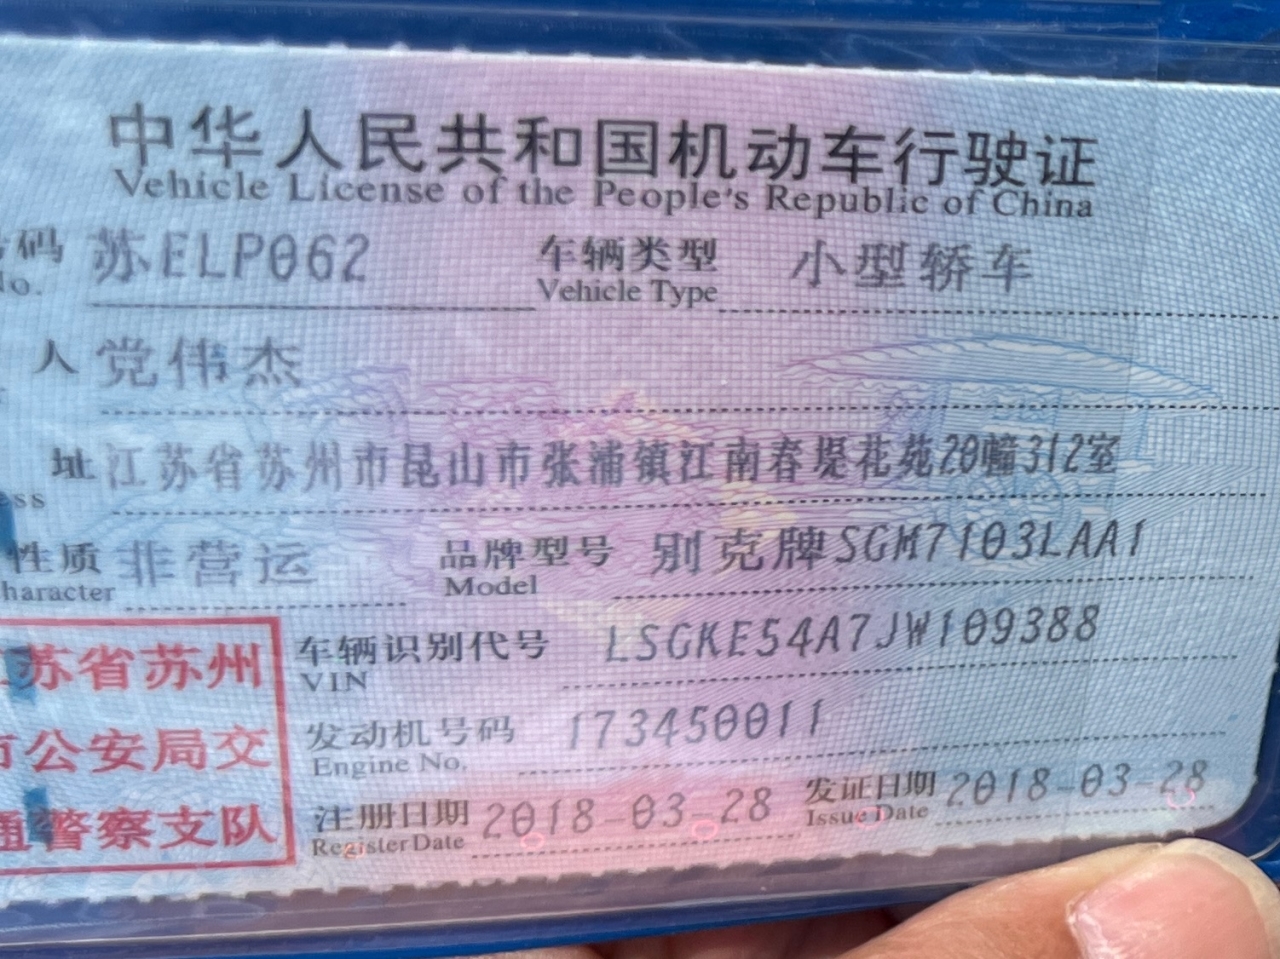 中华人民共和国机动车行驶证
Vehicle License of the People's Republic of China
号码 苏ELP062 车辆类型 小型轿车
No. Vehicle Type
人 党伟杰
址 江苏省苏州市昆山市张浦镇江南春堤花苑20幢312室
ess
性质 非营运 品牌型号 别克牌SGM7103LAA1
haracter Model
车辆识别代号 LSGKE54A7JW109388
VIN
发动机号码 173450011
Engine No.
注册日期 2018-03-28 发证日期 2018-03-28
Register Date Issue Date
江苏省苏州
市公安局交
通警察支队